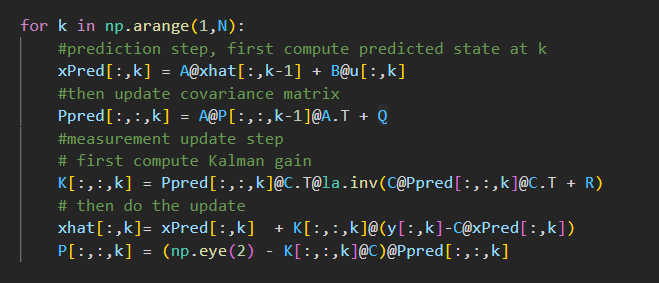 for k in np.arange(1,N):
    #prediction step, first compute predicted state at k
    xPred[:,k] = A@xhat[:,k-1] + B@u[:,k]
    #then update covariance matrix
    Ppred[:,:,k] = A@P[:,:,k-1]@A.T + Q
    #measurement update step
    # first compute Kalman gain
    K[:,:,k] = Ppred[:,:,k]@C.T@la.inv(C@Ppred[:,:,k]@C.T + R)
    # then do the update
    xhat[:,k]= xPred[:,k]  + K[:,:,k]@(y[:,k]-C@xPred[:,k])
    P[:,:,k] = (np.eye(2) - K[:,:,k]@C)@Ppred[:,:,k]